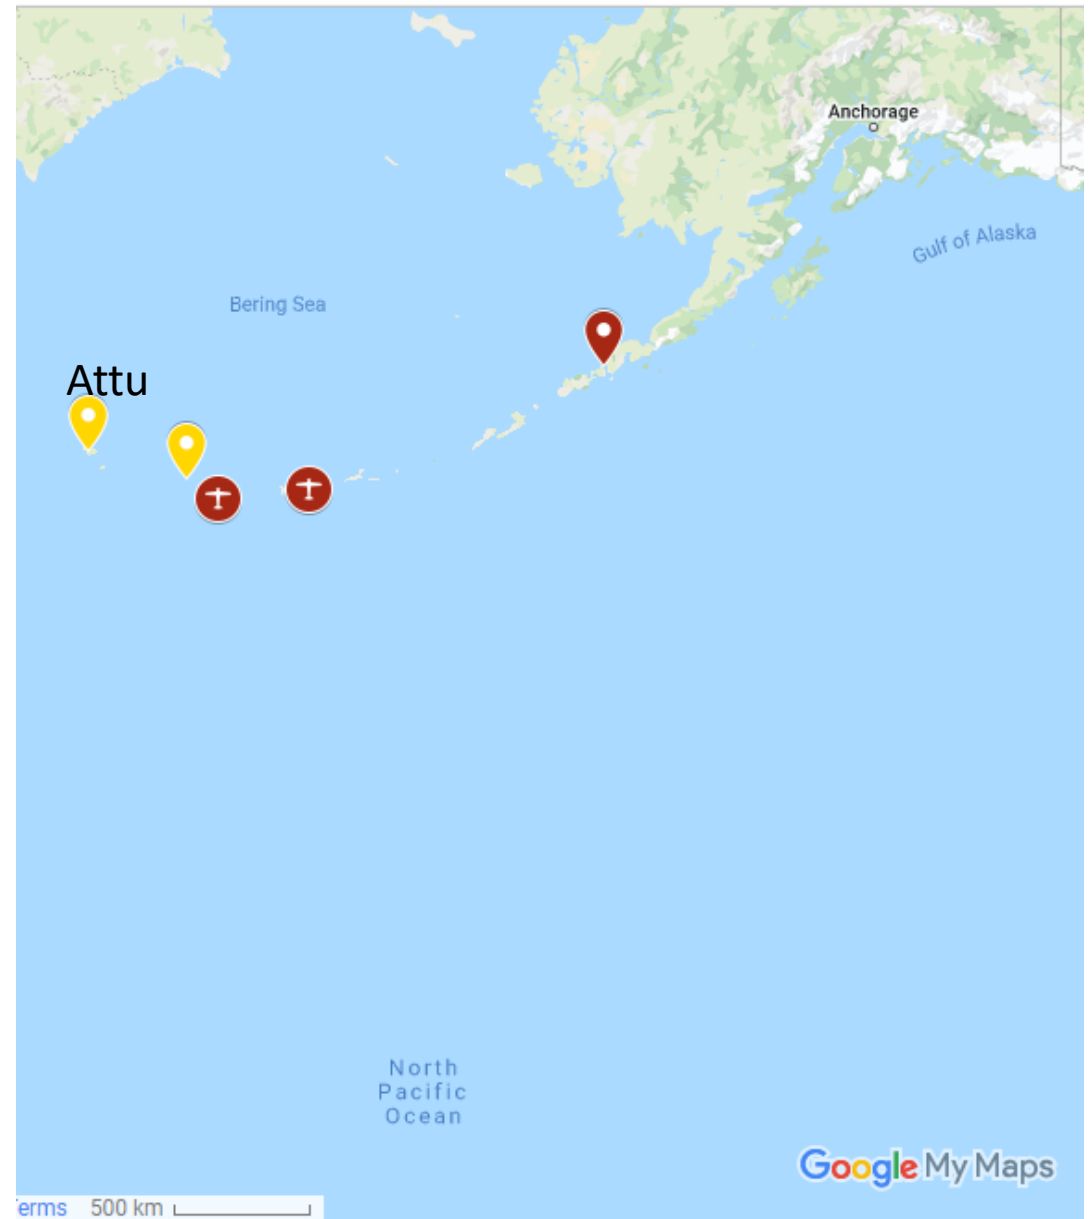 Anchorage
Gulf of Alaska
Bering Sea
Attu
North
Pacific
Ocean
Google My Maps
erms 500 km